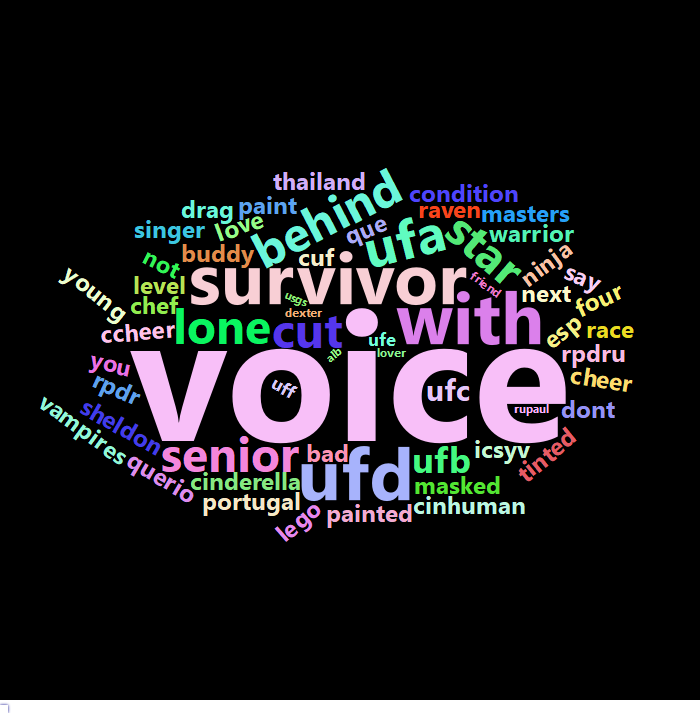 thailand
condition
drag paint behind raven masters
singer love que ufa star warrior
not buddy cuf ninja
young level survivor friend say
chef usgs next four
ccheer lone dexter cut with esp race
you voice alb ufe lover rpdru
rpdr uff ufc cheer
vampires sheldon rupaul dont
senior bad ufd ufb icsyv tinted
querio cinderella masked
portugal cinhuman
lego painted